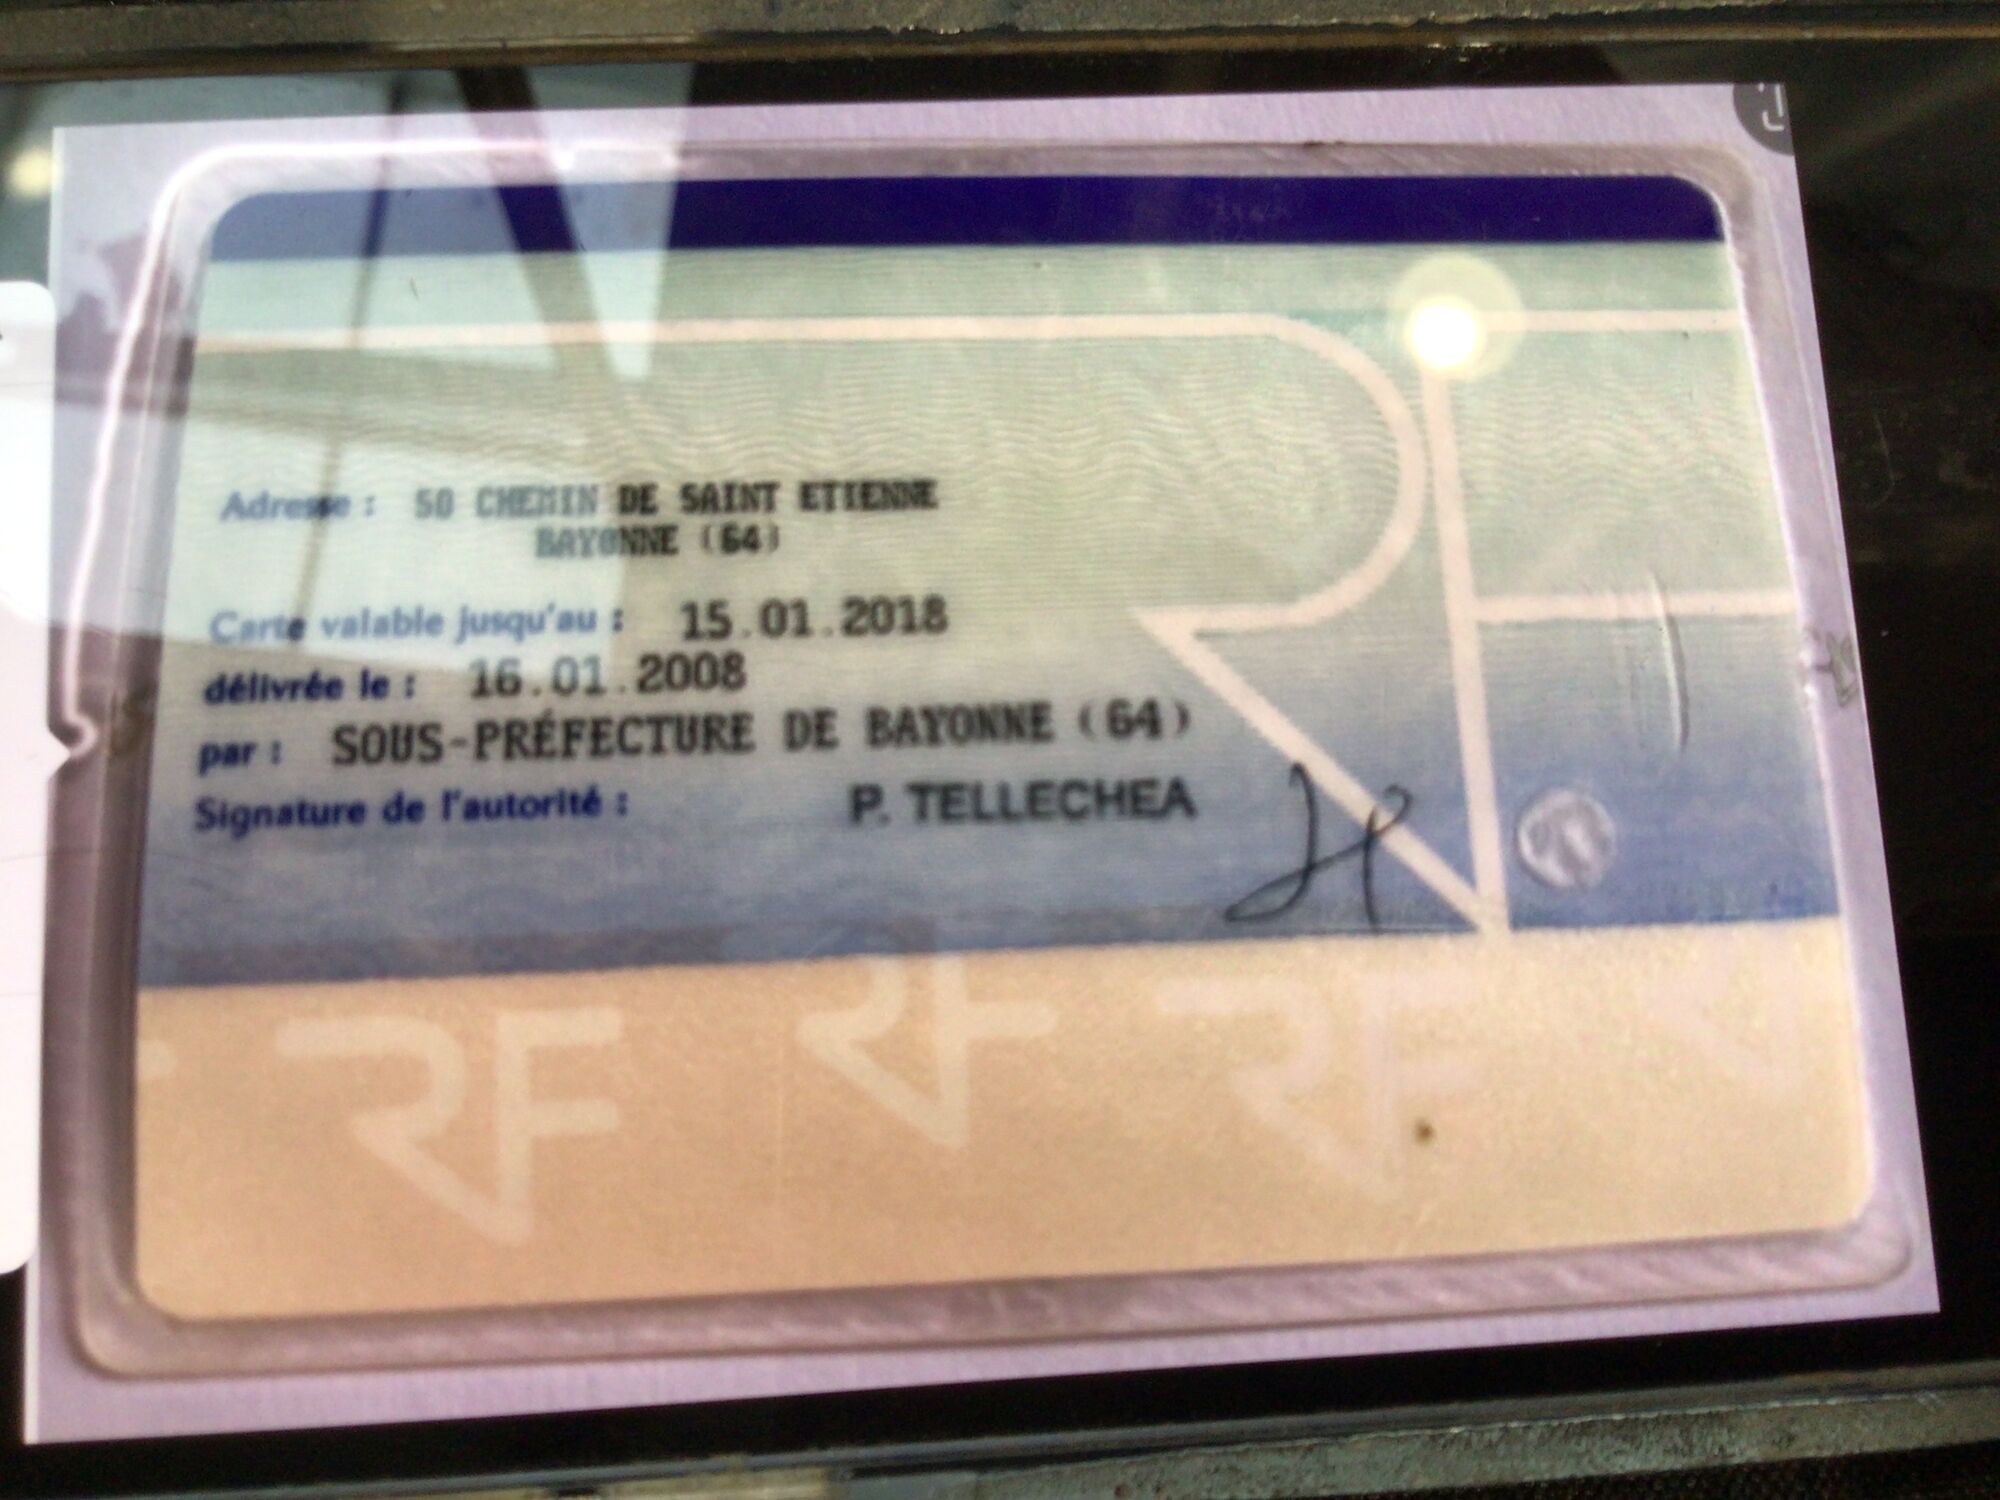 Adresse : 50 CHEMIN DE SAINT ETIENNE
BAYONNE (64)
Carte valable jusqu'au : 15.01.2018
délivrée le : 16.01.2008
par : SOUS-PRÉFECTURE DE BAYONNE (64)
Signature de l'autorité : P. TELLECHEA
RF
RF RF RF